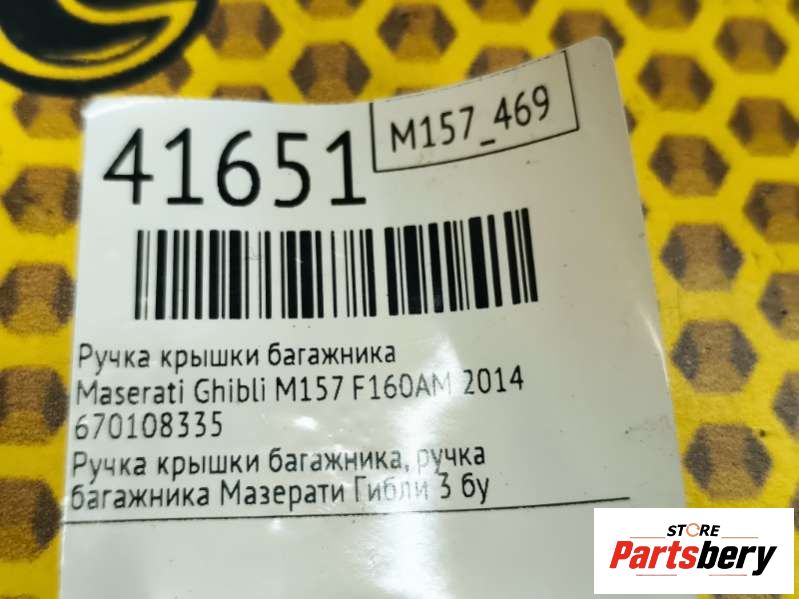 41651
M157_469
Ручка крышки багажника
Maserati Ghibli M157 F160AM 2014
670108335
Ручка крышки багажника, ручка
багажника Мазерати Гибли 3 бу
STORE
Partsbery